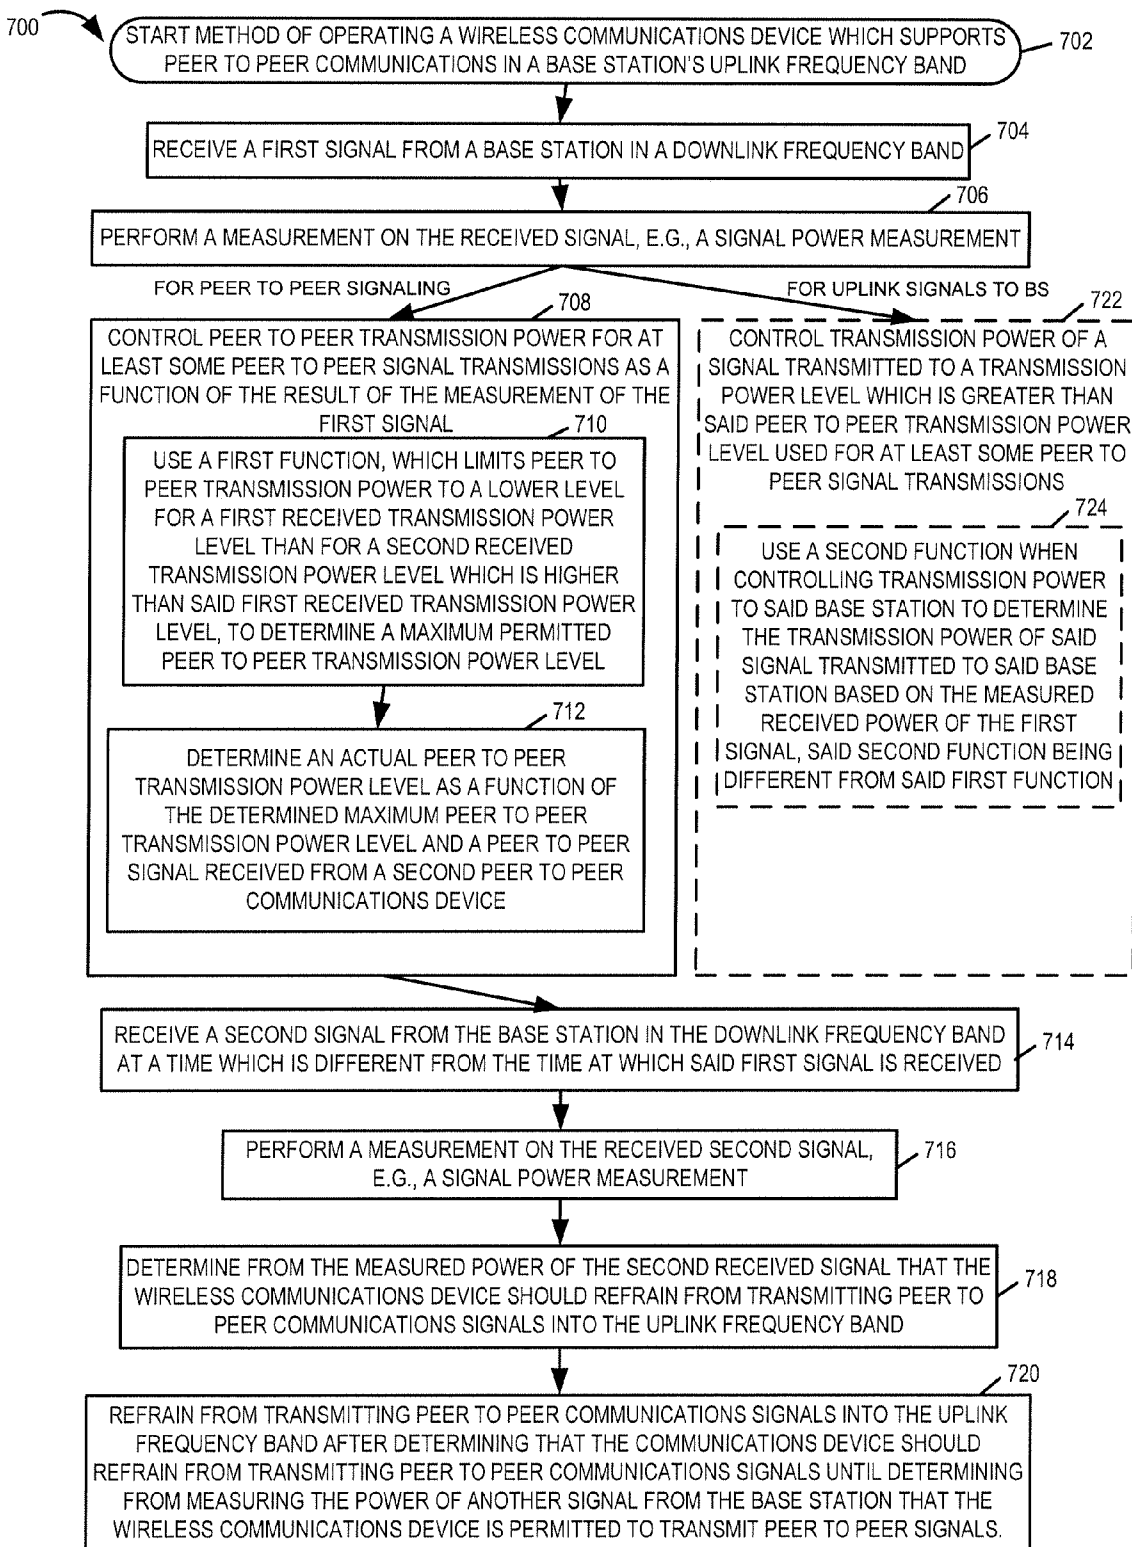 700
START METHOD OF OPERATING A WIRELESS COMMUNICATIONS DEVICE WHICH SUPPORTS
PEER TO PEER COMMUNICATIONS IN A BASE STATION'S UPLINK FREQUENCY BAND
702
RECEIVE A FIRST SIGNAL FROM A BASE STATION IN A DOWNLINK FREQUENCY BAND
704
706
PERFORM A MEASUREMENT ON THE RECEIVED SIGNAL, E.G., A SIGNAL POWER MEASUREMENT
FOR PEER TO PEER SIGNALING
FOR UPLINK SIGNALS TO BS
708
CONTROL PEER TO PEER TRANSMISSION POWER FOR AT
LEAST SOME PEER TO PEER SIGNAL TRANSMISSIONS AS A
FUNCTION OF THE RESULT OF THE MEASUREMENT OF THE
FIRST SIGNAL
710
USE A FIRST FUNCTION, WHICH LIMITS PEER TO
PEER TRANSMISSION POWER TO A LOWER LEVEL
FOR A FIRST RECEIVED TRANSMISSION POWER
LEVEL THAN FOR A SECOND RECEIVED
TRANSMISSION POWER LEVEL WHICH IS HIGHER
THAN SAID FIRST RECEIVED TRANSMISSION POWER
LEVEL, TO DETERMINE A MAXIMUM PERMITTED
PEER TO PEER TRANSMISSION POWER LEVEL
712
DETERMINE AN ACTUAL PEER TO PEER
TRANSMISSION POWER LEVEL AS A FUNCTION OF
THE DETERMINED MAXIMUM PEER TO PEER
TRANSMISSION POWER LEVEL AND A PEER TO PEER
SIGNAL RECEIVED FROM A SECOND PEER TO PEER
COMMUNICATIONS DEVICE
722
CONTROL TRANSMISSION POWER OF A
SIGNAL TRANSMITTED TO A TRANSMISSION
POWER LEVEL WHICH IS GREATER THAN
SAID PEER TO PEER TRANSMISSION POWER
LEVEL USED FOR AT LEAST SOME PEER TO
PEER SIGNAL TRANSMISSIONS
724
USE A SECOND FUNCTION WHEN
CONTROLLING TRANSMISSION POWER
TO SAID BASE STATION TO DETERMINE
THE TRANSMISSION POWER OF SAID
SIGNAL TRANSMITTED TO SAID BASE
STATION BASED ON THE MEASURED
RECEIVED POWER OF THE FIRST
SIGNAL, SAID SECOND FUNCTION BEING
DIFFERENT FROM SAID FIRST FUNCTION
RECEIVE A SECOND SIGNAL FROM THE BASE STATION IN THE DOWNLINK FREQUENCY BAND
AT A TIME WHICH IS DIFFERENT FROM THE TIME AT WHICH SAID FIRST SIGNAL IS RECEIVED
714
PERFORM A MEASUREMENT ON THE RECEIVED SECOND SIGNAL,
E.G., A SIGNAL POWER MEASUREMENT
716
DETERMINE FROM THE MEASURED POWER OF THE SECOND RECEIVED SIGNAL THAT THE
WIRELESS COMMUNICATIONS DEVICE SHOULD REFRAIN FROM TRANSMITTING PEER TO
PEER COMMUNICATIONS SIGNALS INTO THE UPLINK FREQUENCY BAND
718
720
REFRAIN FROM TRANSMITTING PEER TO PEER COMMUNICATIONS SIGNALS INTO THE UPLINK
FREQUENCY BAND AFTER DETERMINING THAT THE COMMUNICATIONS DEVICE SHOULD
REFRAIN FROM TRANSMITTING PEER TO PEER COMMUNICATIONS SIGNALS UNTIL DETERMINING
FROM MEASURING THE POWER OF ANOTHER SIGNAL FROM THE BASE STATION THAT THE
WIRELESS COMMUNICATIONS DEVICE IS PERMITTED TO TRANSMIT PEER TO PEER SIGNALS.